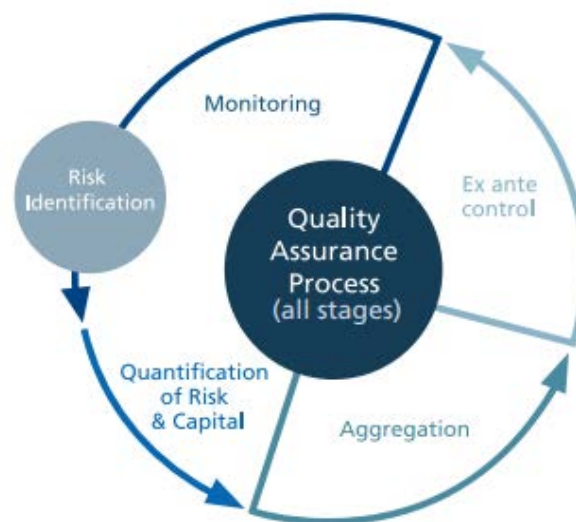 Monitoring
Risk
Identification
Ex ante
control
Quality
Assurance
Process
(all stages)
Quantification
of Risk
& Capital
Aggregation